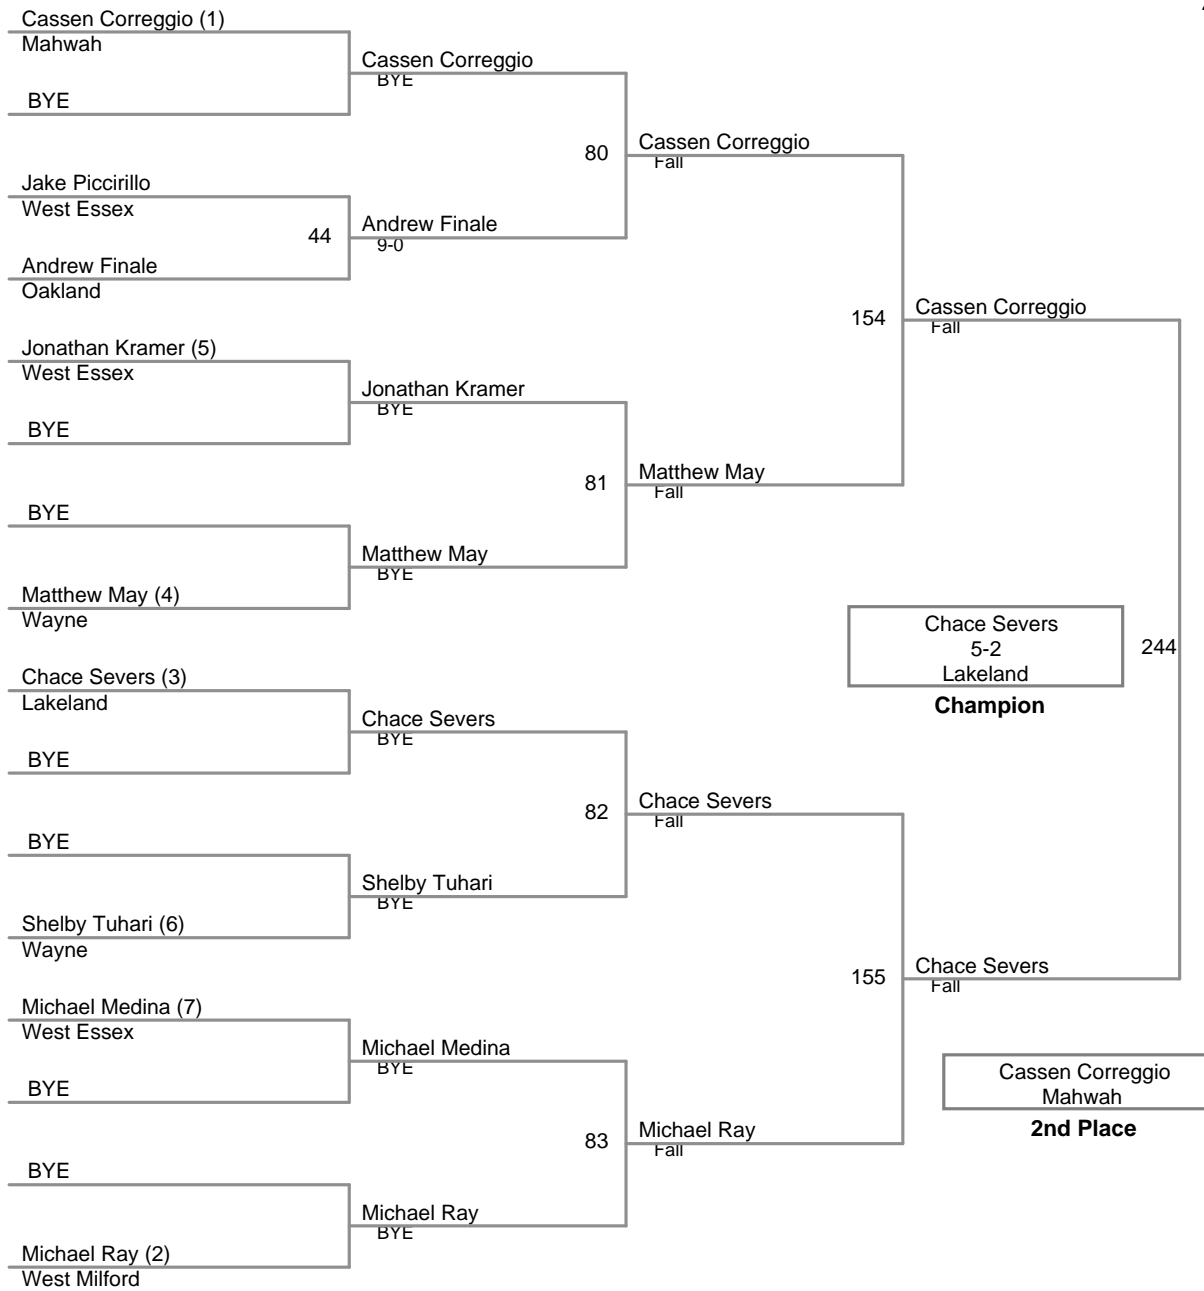 Cassen Correggio (1)
Mahwah
BYE
Jake Piccirillo
West Essex
44
Andrew Finale
Oakland
Jonathan Kramer (5)
West Essex
BYE
BYE
Matthew May (4)
Wayne
Chace Severs (3)
Lakeland
BYE
BYE
Shelby Tuhari (6)
Wayne
Michael Medina (7)
West Essex
BYE
BYE
Michael Ray (2)
West Milford
Cassen Correggio
BYE
80
Andrew Finale
9-0
Jonathan Kramer
BYE
81
Matthew May
BYE
Chace Severs
BYE
82
Shelby Tuhari
BYE
Michael Medina
BYE
83
Michael Ray
BYE
Cassen Correggio
Fall
154
Matthew May
Fall
Chace Severs
Fall
155
Michael Ray
Fall
Cassen Correggio
Fall
Chace Severs
5-2
Lakeland
Champion
244
Chace Severs
Fall
Cassen Correggio
Mahwah
2nd Place